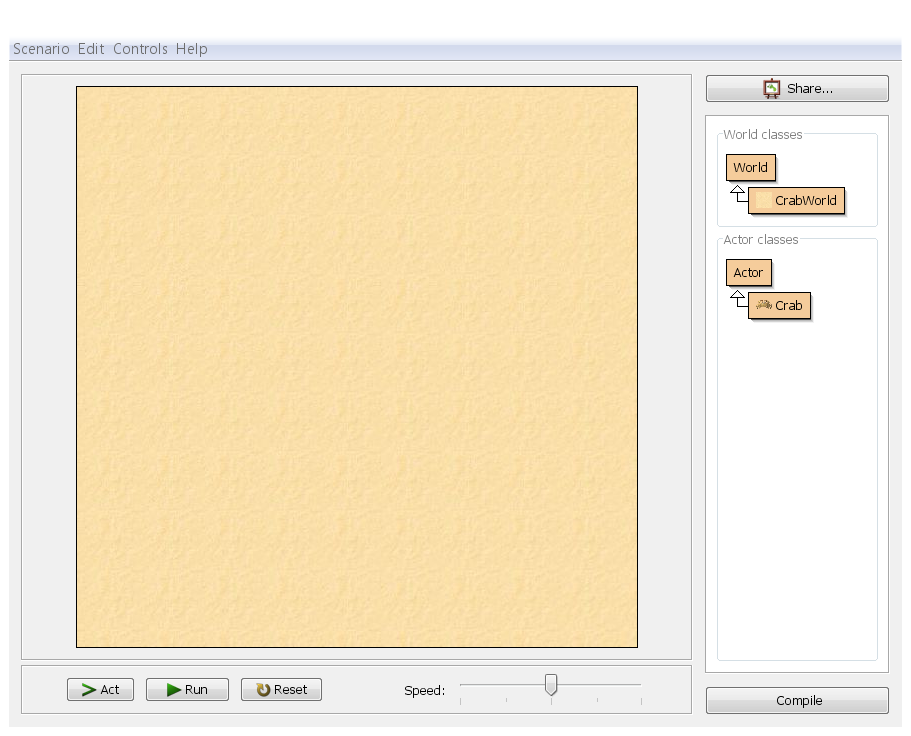 Scenario Edit Controls Help
Share...
World classes
World
CrabWorld
Actor classes
Actor
Crab
Act Run Reset Speed:
Compile